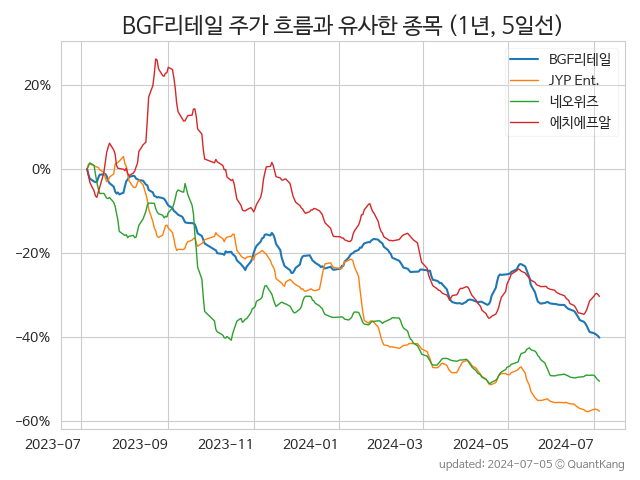 BGF리테일 주가 흐름과 유사한 종목 (1년, 5일선)
BGF리테일
JYP Ent.
네오위즈
에치에프알
20%
0%
−20%
−40%
−60%
2023−07
2023−09
2023−11
2024−01
2024−03
2024−05
2024−07
updated: 2024-07-05 © QuantKang